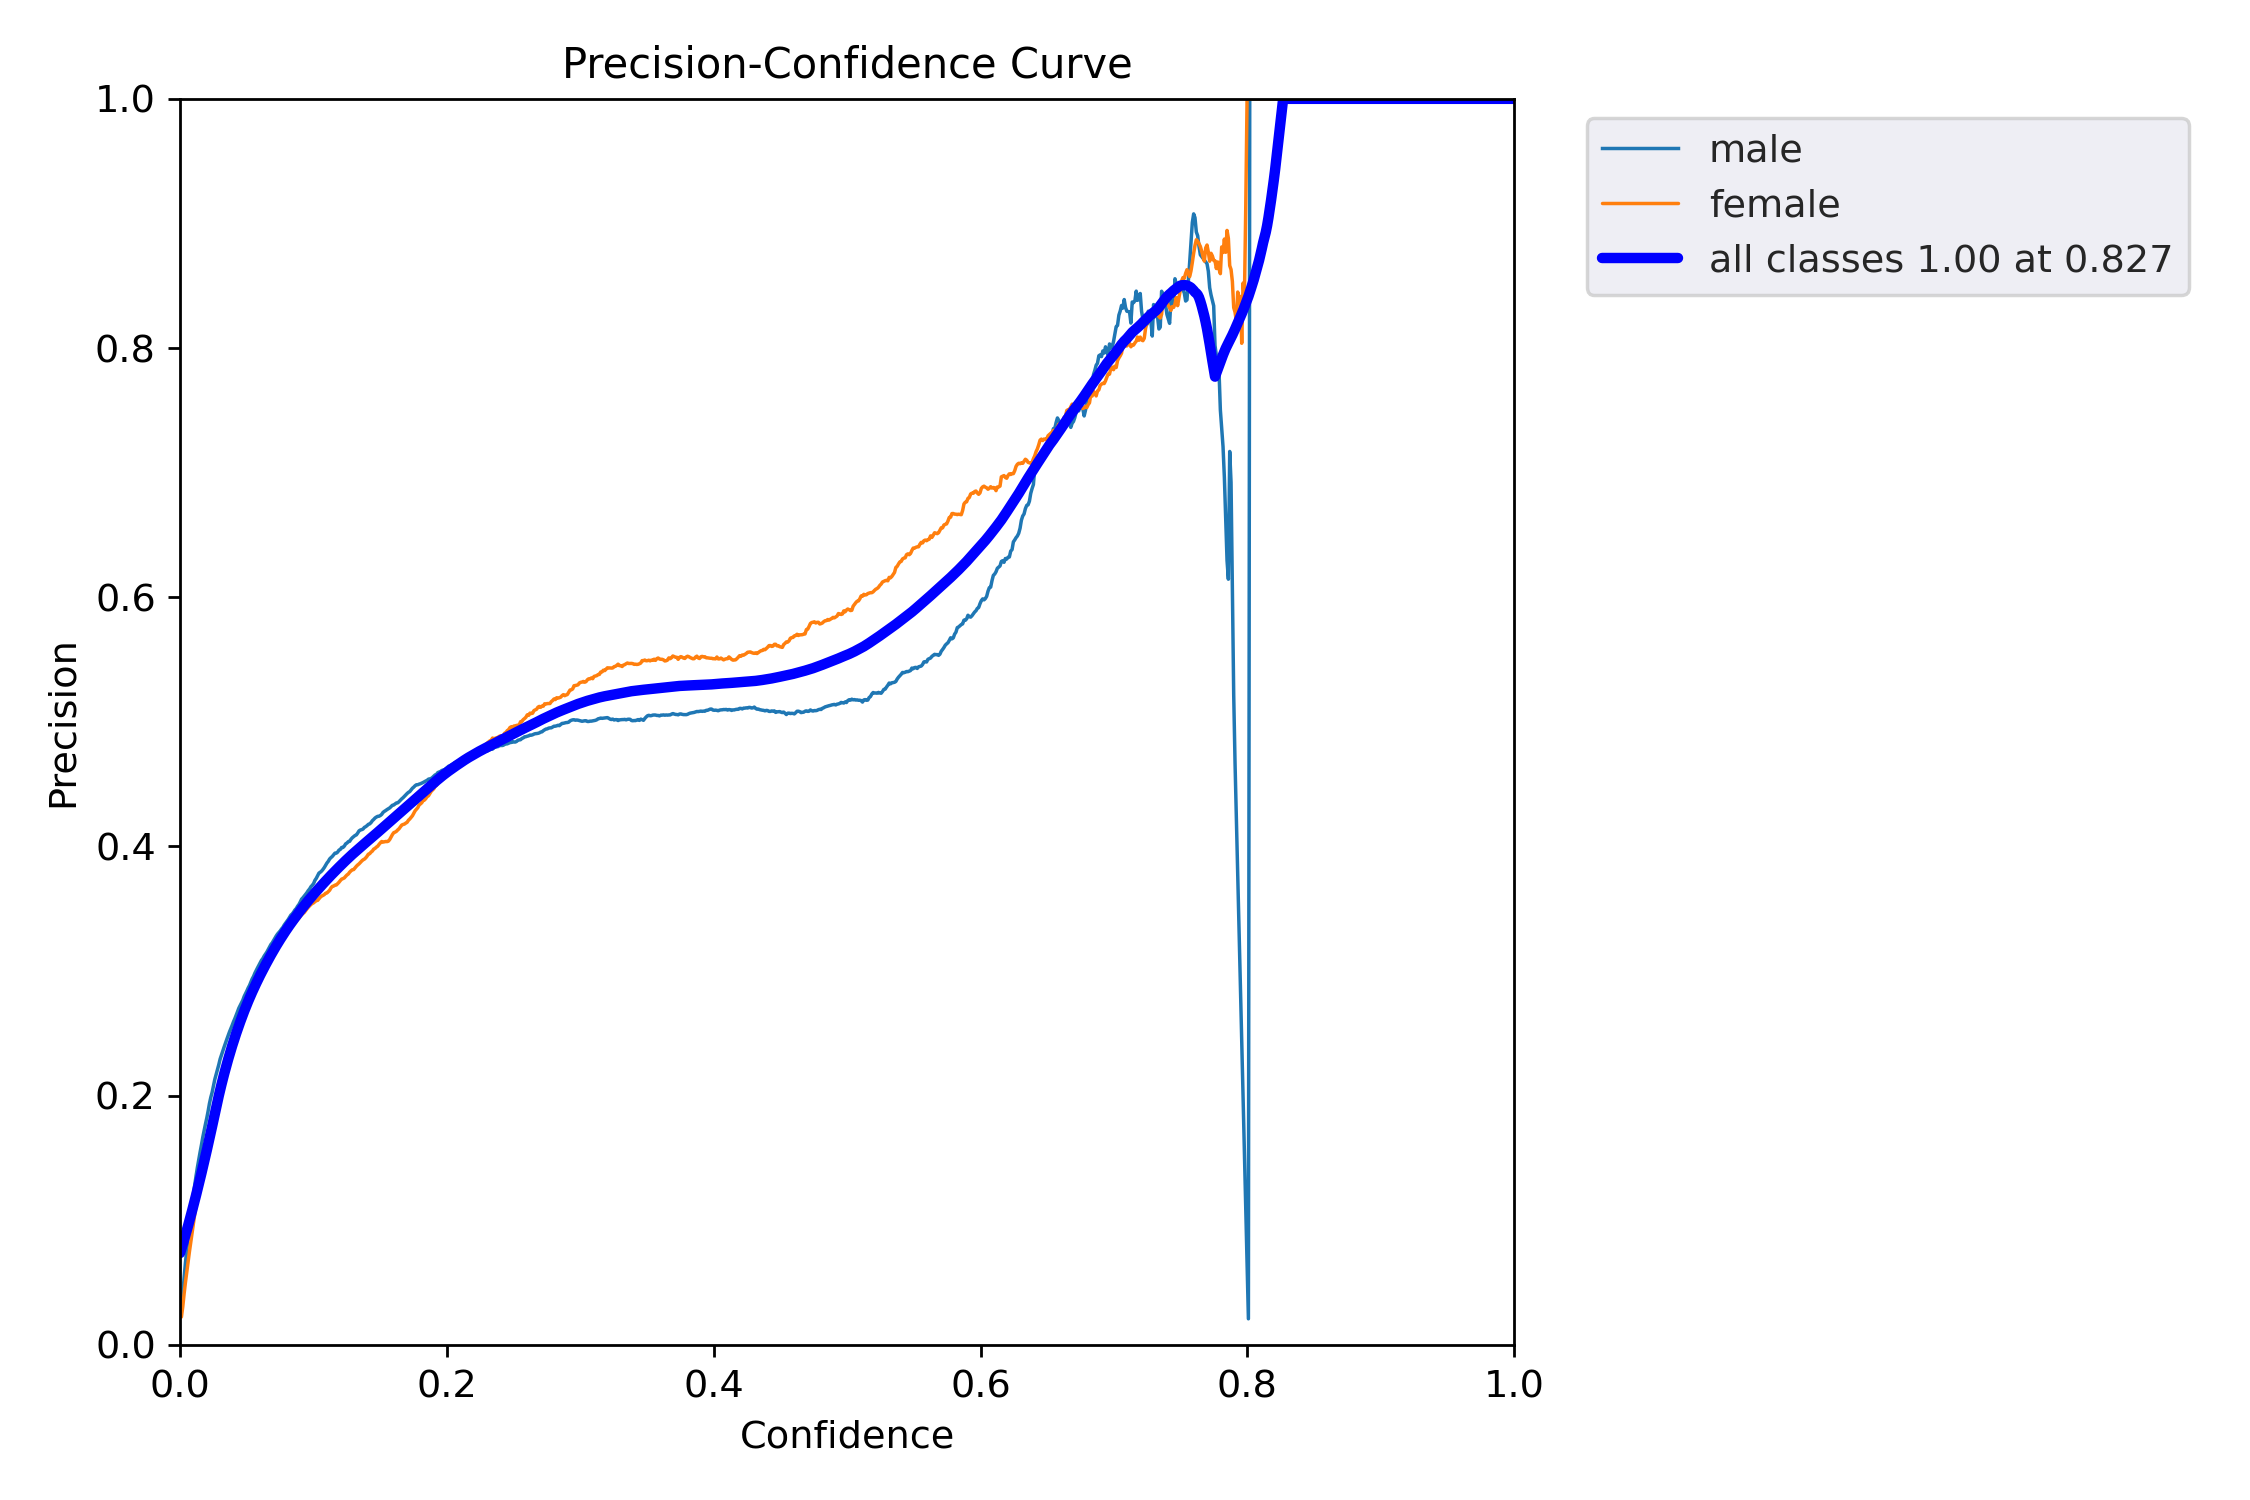 Precision-Confidence Curve
male
female
all classes 1.00 at 0.827
Precision
1.0
0.8
0.6
0.4
0.2
0.0
0.0 0.2 0.4 0.6 0.8 1.0
Confidence